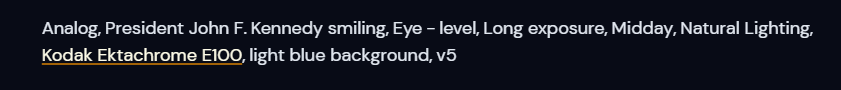 Analog, President John F. Kennedy smiling, Eye - level, Long exposure, Midday, Natural Lighting,
Kodak Ektachrome E100, light blue background, v5